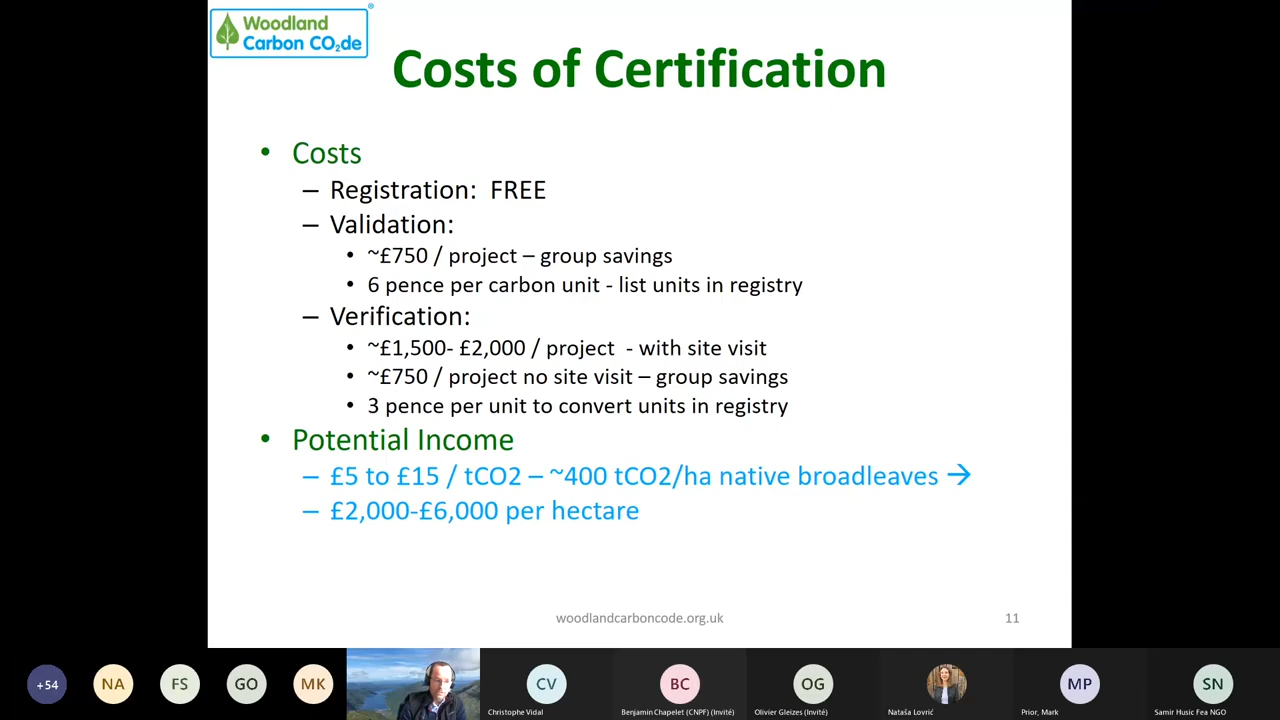 Woodland
Carbon CO2de
®
Costs of Certification
• Costs
– Registration: FREE
– Validation:
• ~£750 / project – group savings
• 6 pence per carbon unit - list units in registry
– Verification:
• ~£1,500- £2,000 / project - with site visit
• ~£750 / project no site visit – group savings
• 3 pence per unit to convert units in registry
• Potential Income
– £5 to £15 / tCO2 – ~400 tCO2/ha native broadleaves →
– £2,000-£6,000 per hectare
woodlandcarboncode.org.uk
11
+54
NA
FS
GO
MK
CV
Christophe Vidal
BC
Benjamin Chapelet (CNPF) (Invité)
OG
Olivier Gleizes (Invité)
Nataša Lovrić
MP
Prior, Mark
SN
Samir Husic Fea NGO